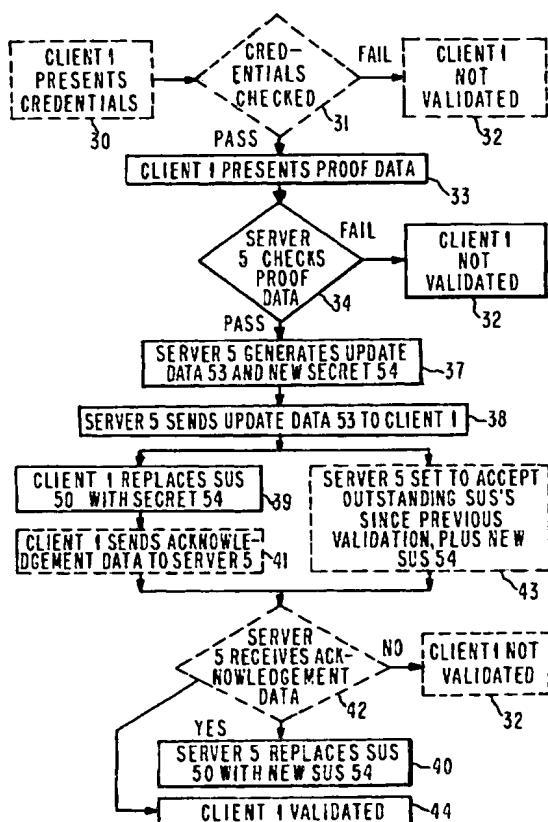 CLIENT 1
PRESENTS
CREDENTIALS
30
CRED-
ENTIALS
CHECKED
31
FAIL
CLIENT 1
NOT
VALIDATED
32
PASS
CLIENT 1 PRESENTS PROOF DATA
33
SERVER
5 CHECKS
PROOF
DATA
34
FAIL
CLIENT 1
NOT
VALIDATED
32
PASS
SERVER 5 GENERATES UPDATE
DATA 53 AND NEW SECRET 54
37
SERVER 5 SENDS UPDATE DATA 53 TO CLIENT 1
38
CLIENT 1 REPLACES SUS
50 WITH SECRET 54
39
CLIENT 1 SENDS ACKNOWLE-
DGEMENT DATA TO SERVER 5
41
SERVER 5 SET TO ACCEPT
OUTSTANDING SUS'S
SINCE PREVIOUS
VALIDATION, PLUS NEW
SUS 54
43
SERVER
5 RECEIVES ACK-
NOWLEDGEMENT
DATA
42
NO
CLIENT 1 NOT
VALIDATED
32
YES
SERVER 5 REPLACES SUS
50 WITH NEW SUS 54
40
CLIENT 1 VALIDATED
44